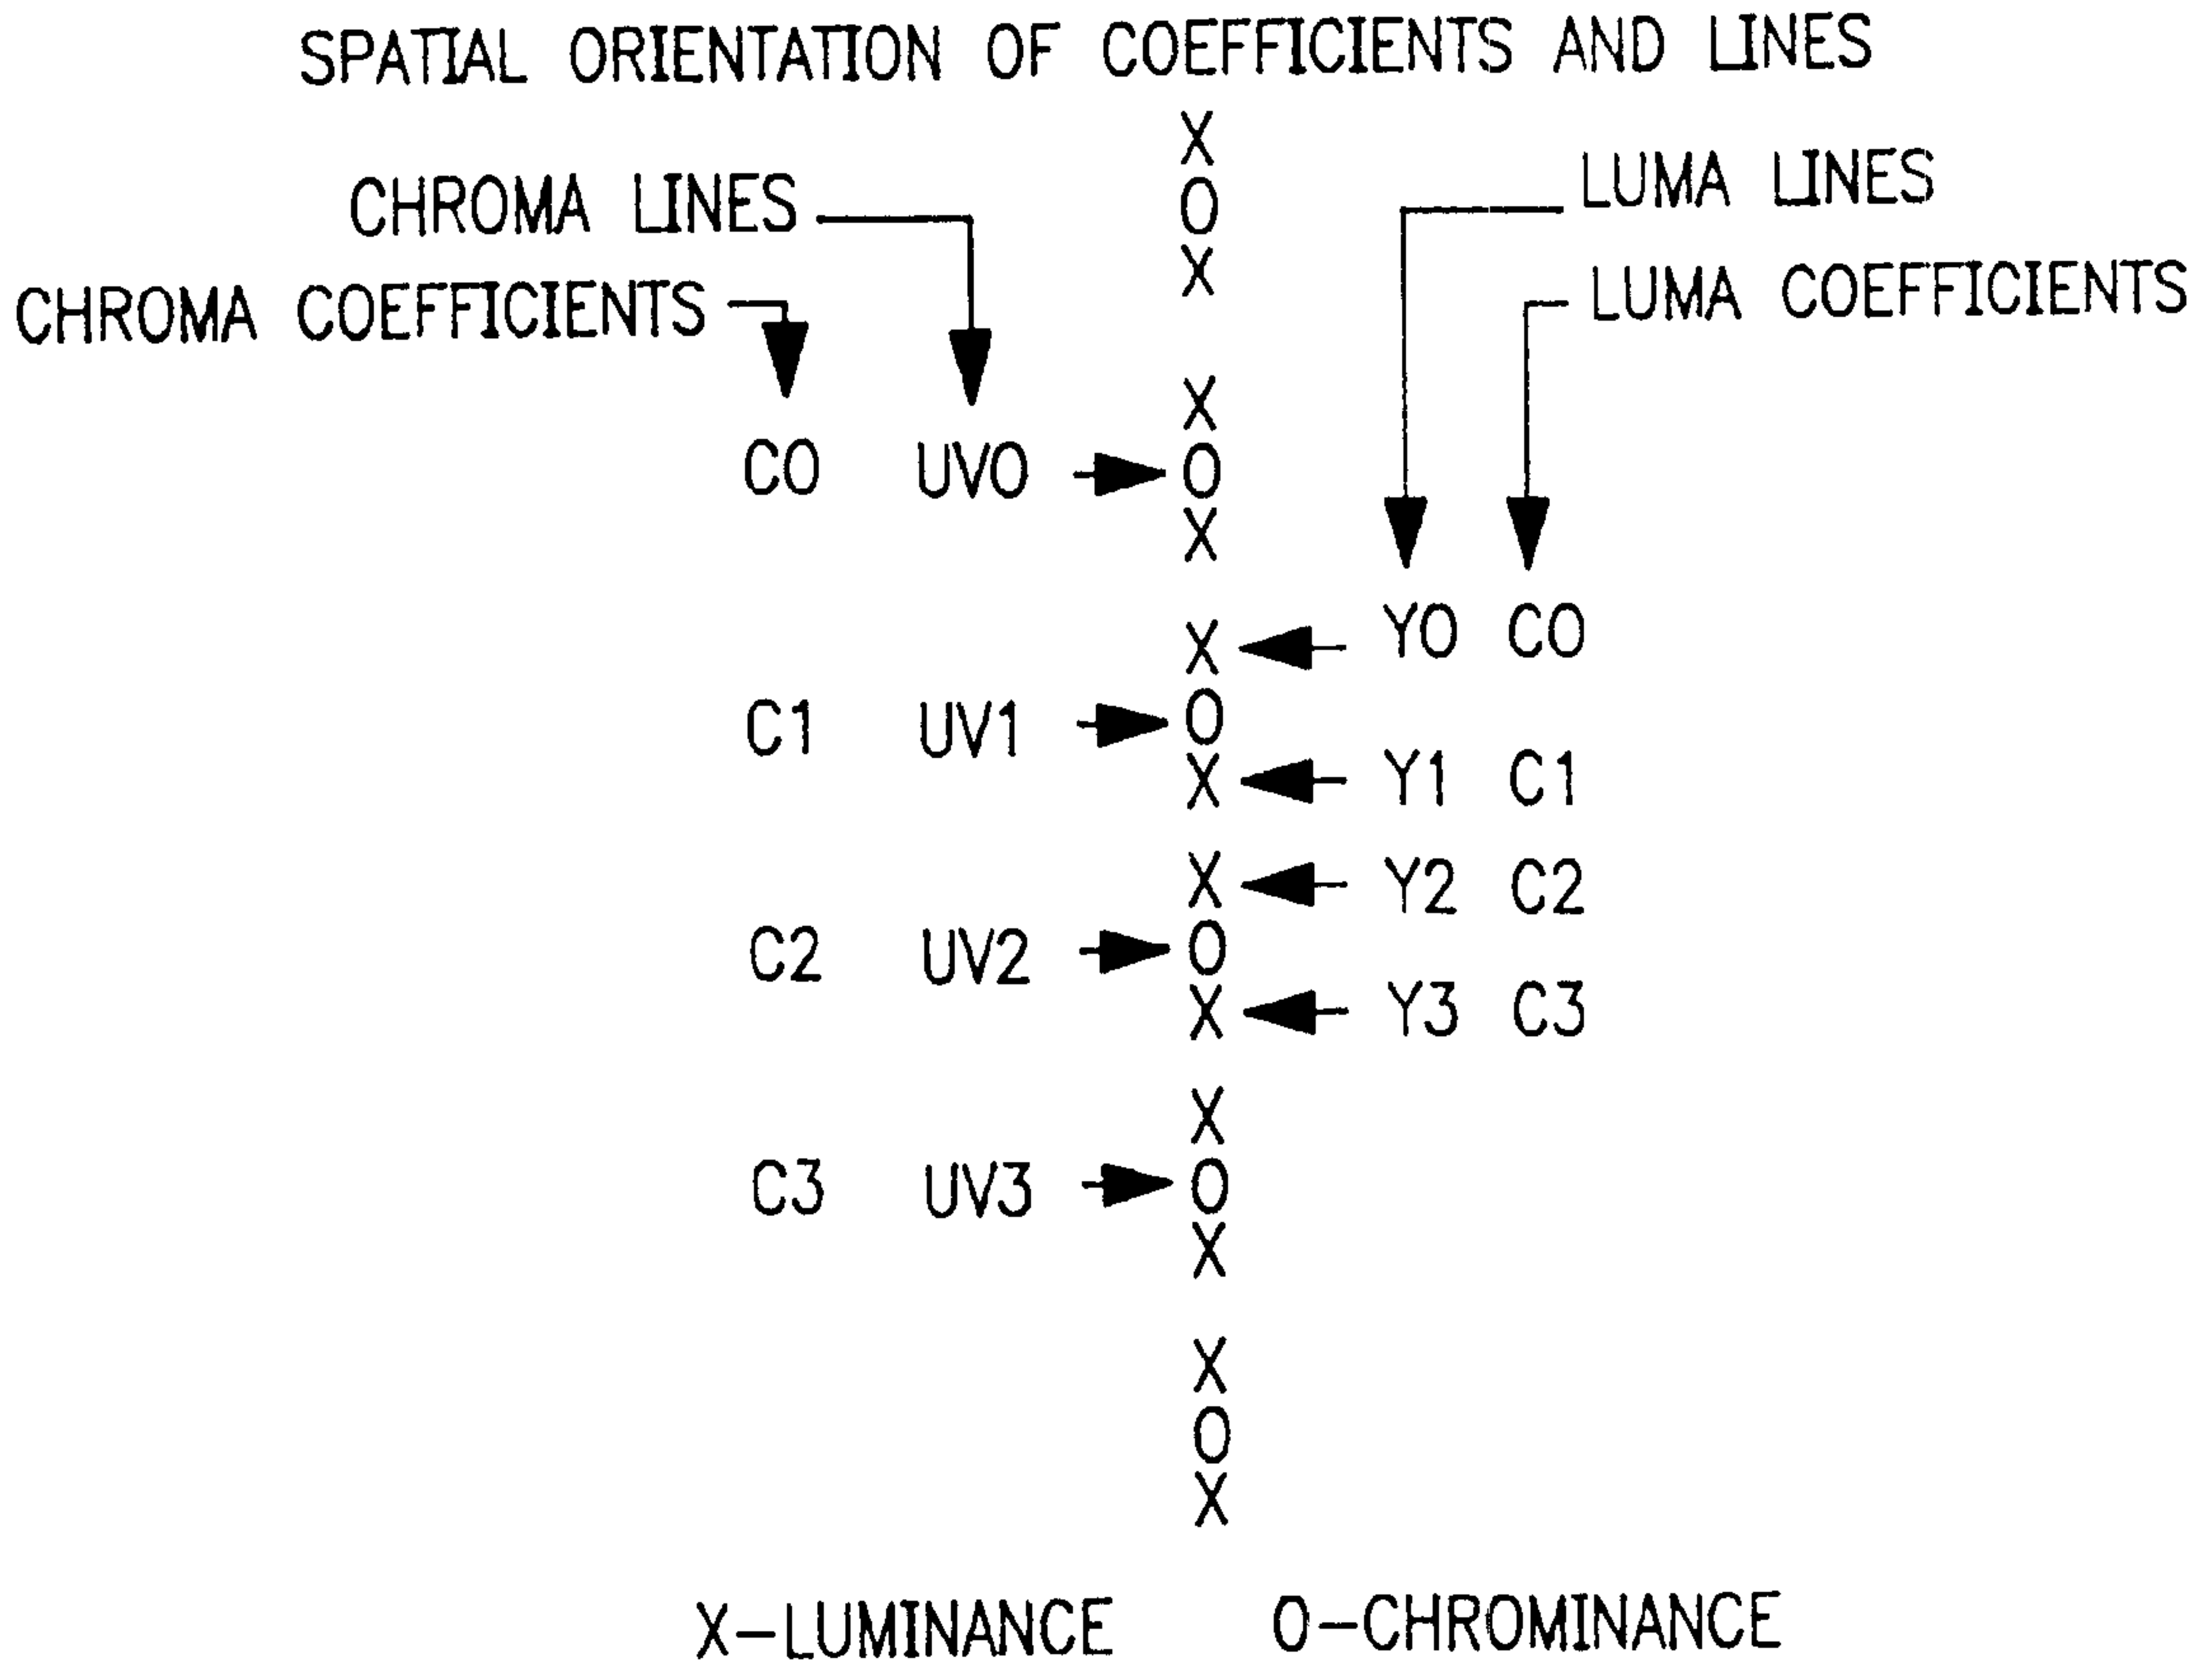 SPATIAL ORIENTATION OF COEFFICIENTS AND LINES
X
CHROMA LINES O LUMA LINES
X
CHROMA COEFFICIENTS LUMA COEFFICIENTS
X
C0 UV0 O
X
X Y0 C0
C1 UV1 O
X Y1 C1
X Y2 C2
C2 UV2 O
X Y3 C3
X
C3 UV3 O
X
X
O
X
X-LUMINANCE O-CHROMINANCE